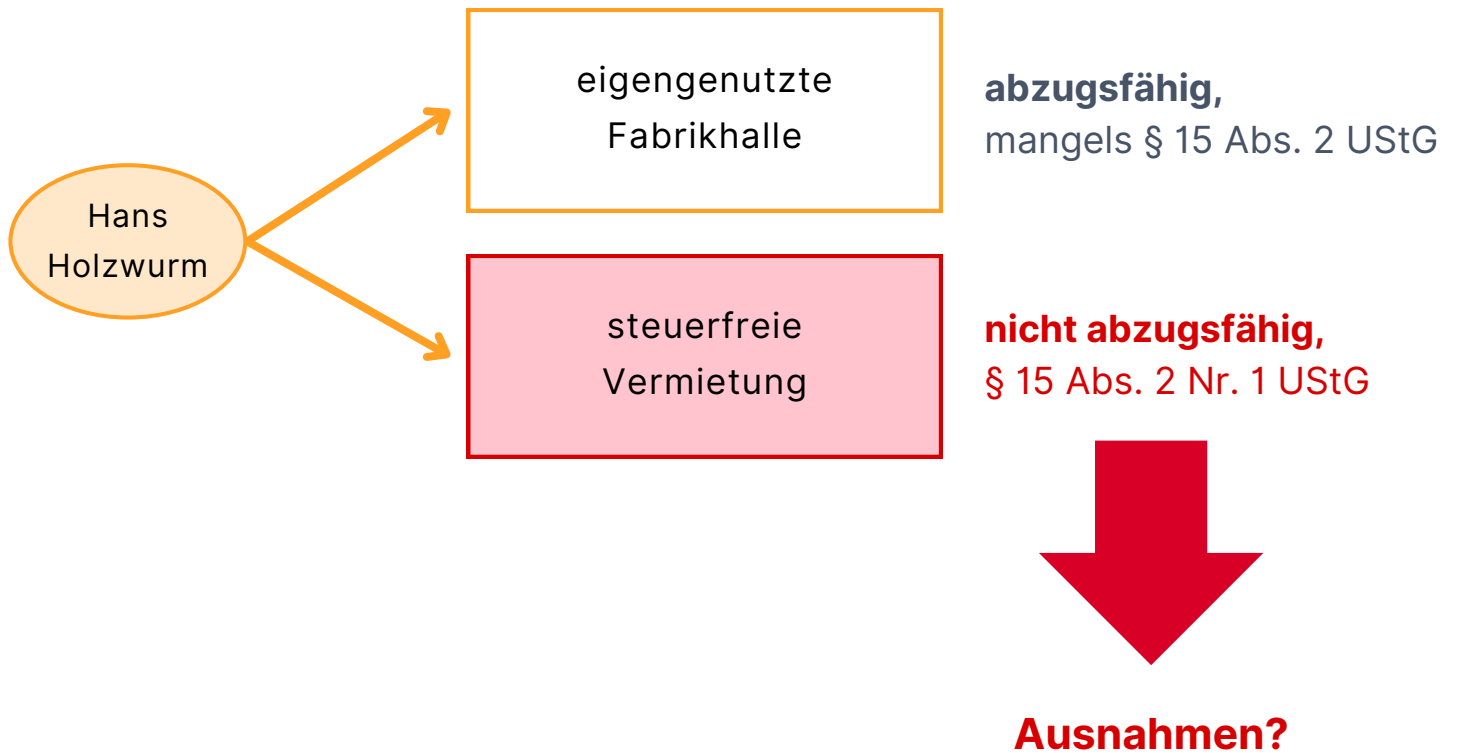 Hans
Holzwurm
eigengenutzte
Fabrikhalle
abzugsfähig,
mangels § 15 Abs. 2 UStG
steuerfreie
Vermietung
nicht abzugsfähig,
§ 15 Abs. 2 Nr. 1 UStG
Ausnahmen?